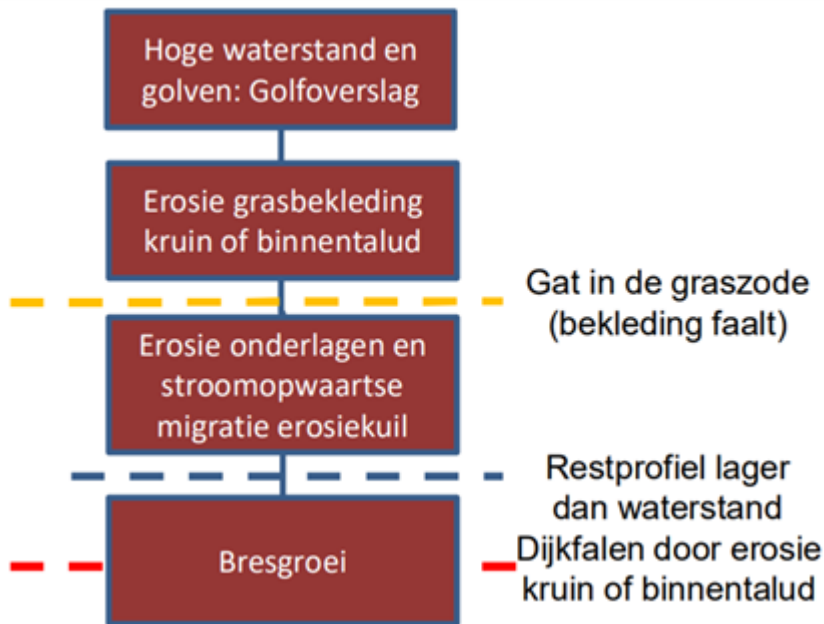 Hoge waterstand en
golven: Golfoverslag
Erosie grasbekleding
kruin of binnentalud
Gat in de graszode
(bekleding faalt)
Erosie onderlagen en
stroomopwaartse
migratie erosiekuil
Restprofiel lager
dan waterstand
Dijkfalen door erosie
kruin of binnentalud
Bresgroei